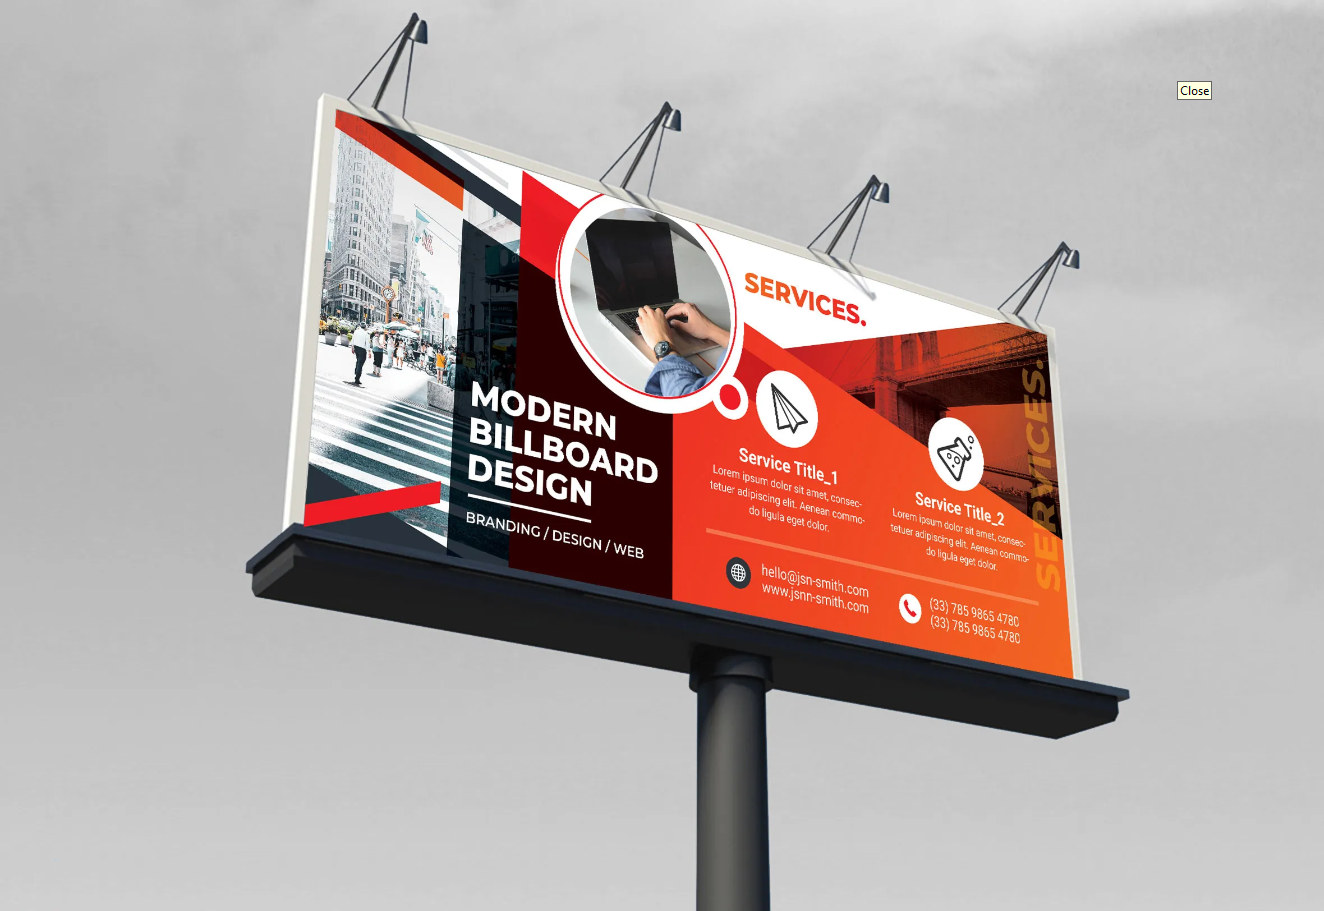 Close
SERVICES.
MODERN
BILLBOARD
DESIGN
BRANDING / DESIGN / WEB
Service Title_1
Lorem ipsum dolor sit amet, consec-
tetuer adipiscing elit. Aenean commo-
do ligula eget dolor.
Service Title_2
Lorem ipsum dolor sit amet, consec-
tetuer adipiscing elit. Aenean commo-
do ligula eget dolor.
SERVICES.
hello@jsn-smith.com
www.jsnn-smith.com
(33) 785 9865 4780
(33) 785 9865 4780